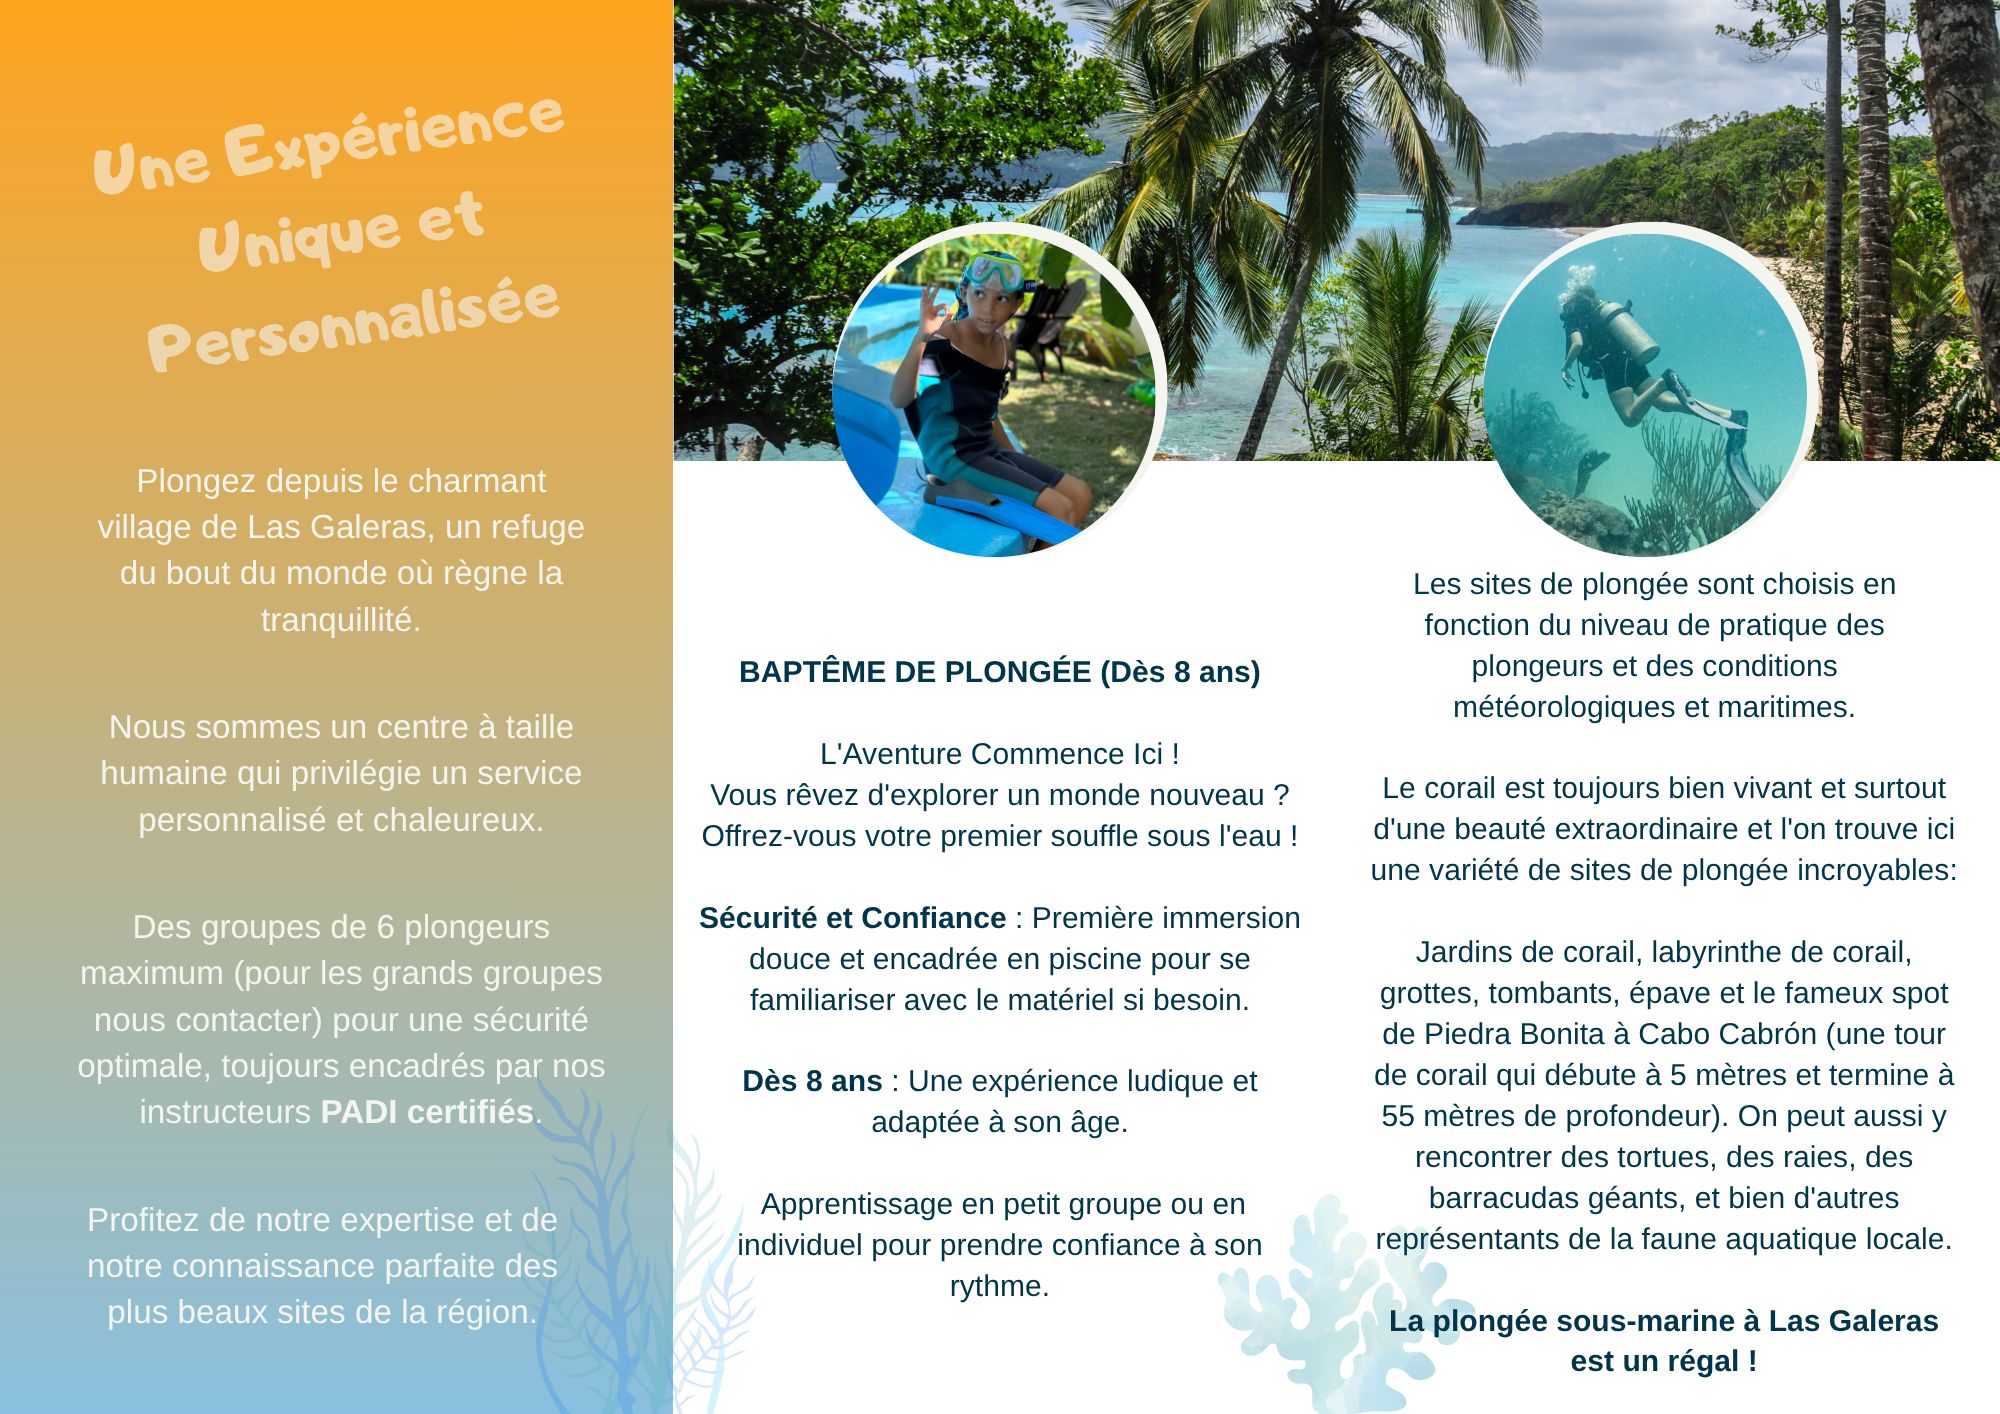 Une Expérience
Unique et
Personnalisée
Plongez depuis le charmant
village de Las Galeras, un refuge
du bout du monde où règne la
tranquillité.
Nous sommes un centre à taille
humaine qui privilégie un service
personnalisé et chaleureux.
Des groupes de 6 plongeurs
maximum (pour les grands groupes
nous contacter) pour une sécurité
optimale, toujours encadrés par nos
instructeurs PADI certifiés.
Profitez de notre expertise et de
notre connaissance parfaite des
plus beaux sites de la région.
BAPTÊME DE PLONGÉE (Dès 8 ans)
L'Aventure Commence Ici !
Vous rêvez d'explorer un monde nouveau ?
Offrez-vous votre premier souffle sous l'eau !
Sécurité et Confiance : Première immersion
douce et encadrée en piscine pour se
familiariser avec le matériel si besoin.
Dès 8 ans : Une expérience ludique et
adaptée à son âge.
Apprentissage en petit groupe ou en
individuel pour prendre confiance à son
rythme.
Les sites de plongée sont choisis en
fonction du niveau de pratique des
plongeurs et des conditions
météorologiques et maritimes.
Le corail est toujours bien vivant et surtout
d'une beauté extraordinaire et l'on trouve ici
une variété de sites de plongée incroyables:
Jardins de corail, labyrinthe de corail,
grottes, tombants, épave et le fameux spot
de Piedra Bonita à Cabo Cabrón (une tour
de corail qui débute à 5 mètres et termine à
55 mètres de profondeur). On peut aussi y
rencontrer des tortues, des raies, des
barracudas géants, et bien d'autres
représentants de la faune aquatique locale.
La plongée sous-marine à Las Galeras
est un régal !